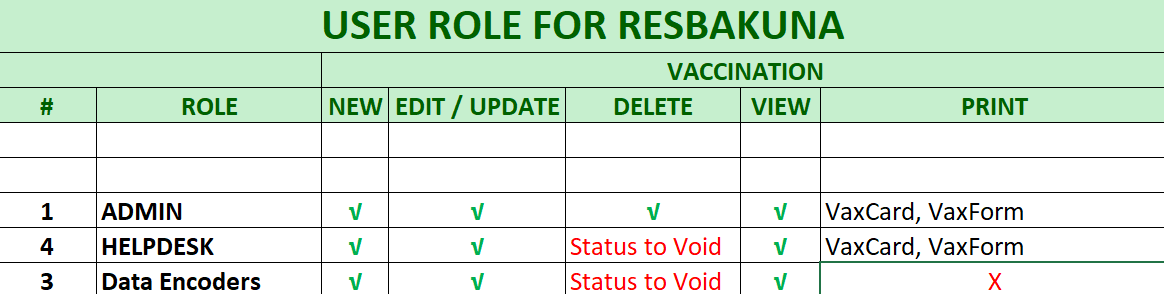 USER ROLE FOR RESBAKUNA
VACCINATION
# ROLE NEW EDIT / UPDATE DELETE VIEW PRINT
1 ADMIN √ √ √ √ VaxCard, VaxForm
4 HELPDESK √ √ Status to Void √ VaxCard, VaxForm
3 Data Encoders √ √ Status to Void √ X